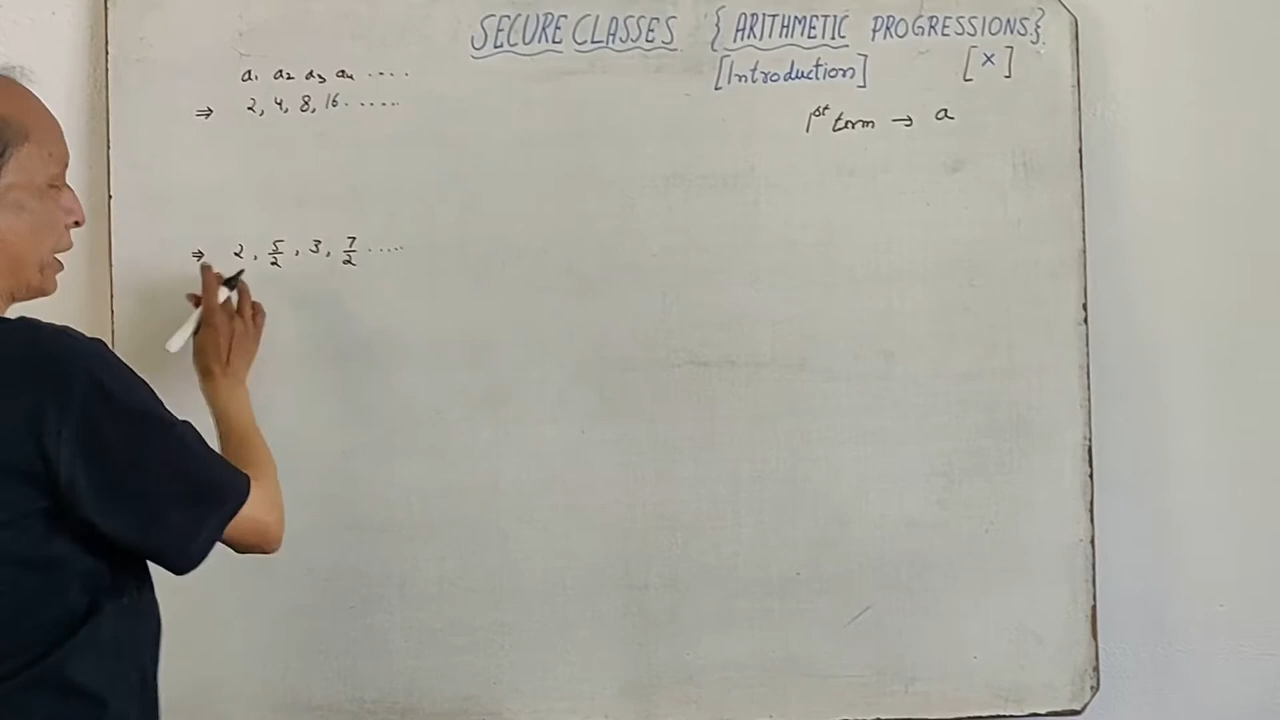 SECURE CLASSES { ARITHMETIC PROGRESSIONS.}
[Introduction] [×]
a₁ a₂ a₃ a₄ ....
⇒ 2, 4, 8, 16......
1st term → a
⇒ 2, 5/2, 3, 7/2 .....